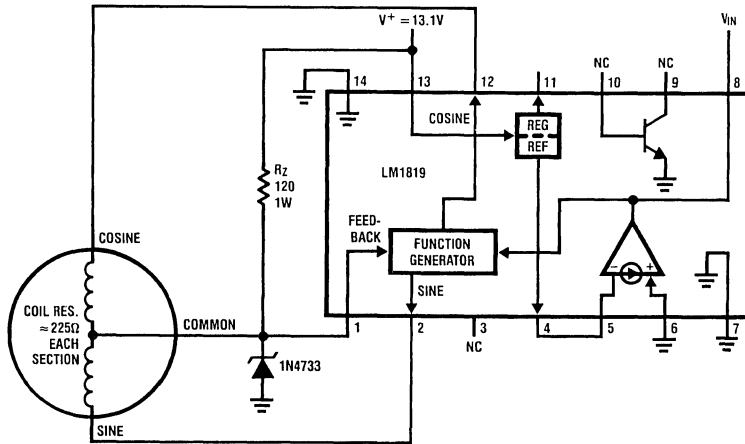 V+ = 13.1V
VIN
14
13
12
11
NC
10
NC
9
8
COSINE
REG
REF
LM1819
RZ
120
1W
FEED-
BACK
FUNCTION
GENERATOR
SINE
COSINE
COIL RES.
≈ 225Ω
EACH
SECTION
COMMON
SINE
1N4733
1
2
3
NC
4
5
6
7
- +